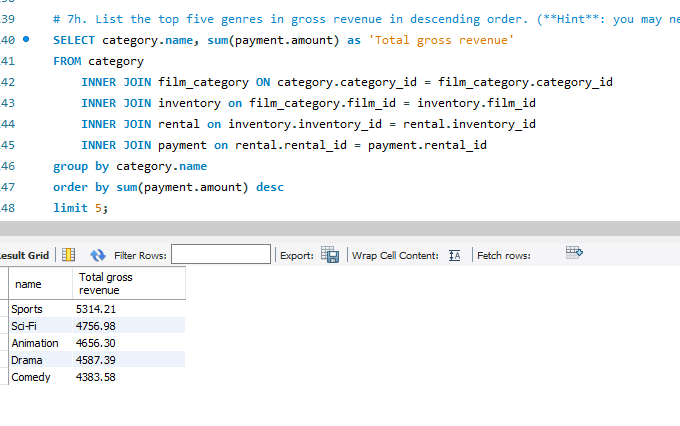 39 # 7h. List the top five genres in gross revenue in descending order. (**Hint**: you may ne
40 SELECT category.name, sum(payment.amount) as 'Total gross revenue'
41 FROM category
42 INNER JOIN film_category ON category.category_id = film_category.category_id
43 INNER JOIN inventory on film_category.film_id = inventory.film_id
44 INNER JOIN rental on inventory.inventory_id = rental.inventory_id
45 INNER JOIN payment on rental.rental_id = payment.rental_id
46 group by category.name
47 order by sum(payment.amount) desc
48 limit 5;
esult Grid Filter Rows: Export: Wrap Cell Content: IA Fetch rows:
name Total gross
revenue
Sports 5314.21
Sci-Fi 4756.98
Animation 4656.30
Drama 4587.39
Comedy 4383.58